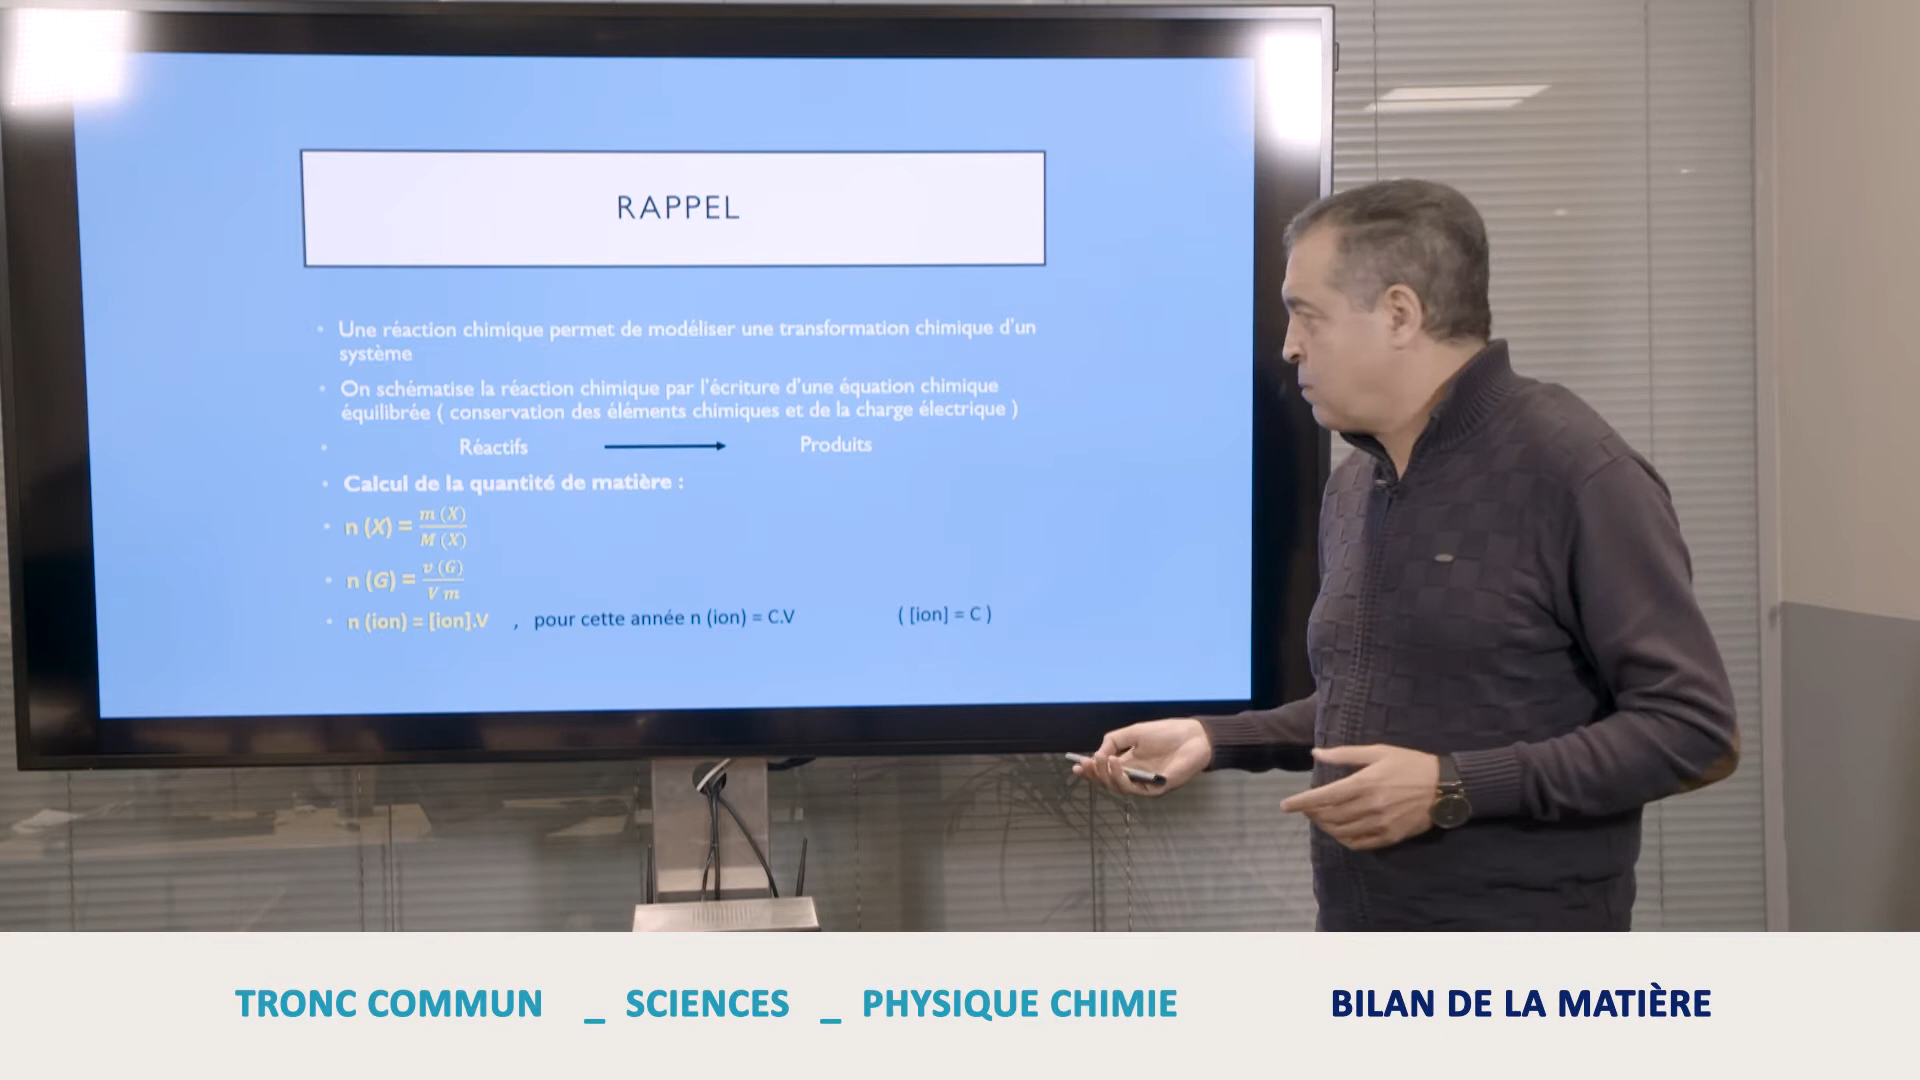 RAPPEL
• Une réaction chimique permet de modéliser une transformation chimique d'un
système
• On schématise la réaction chimique par l'écriture d'une équation chimique
équilibrée ( conservation des éléments chimiques et de la charge électrique )
• Réactifs → Produits
• Calcul de la quantité de matière :
• n (X) = m (X) / M (X)
• n (G) = v (G) / V m
• n (ion) = [ion].V , pour cette année n (ion) = C.V ( [ion] = C )
TRONC COMMUN _ SCIENCES _ PHYSIQUE CHIMIE BILAN DE LA MATIÈRE